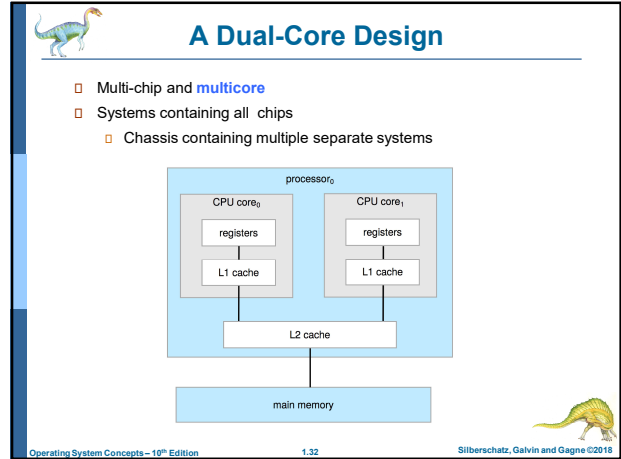 A Dual-Core Design
Multi-chip and multicore
Systems containing all chips
Chassis containing multiple separate systems
processor₀
CPU core₀
CPU core₁
registers
registers
L1 cache
L1 cache
L2 cache
main memory
Operating System Concepts – 10th Edition
1.32
Silberschatz, Galvin and Gagne ©2018